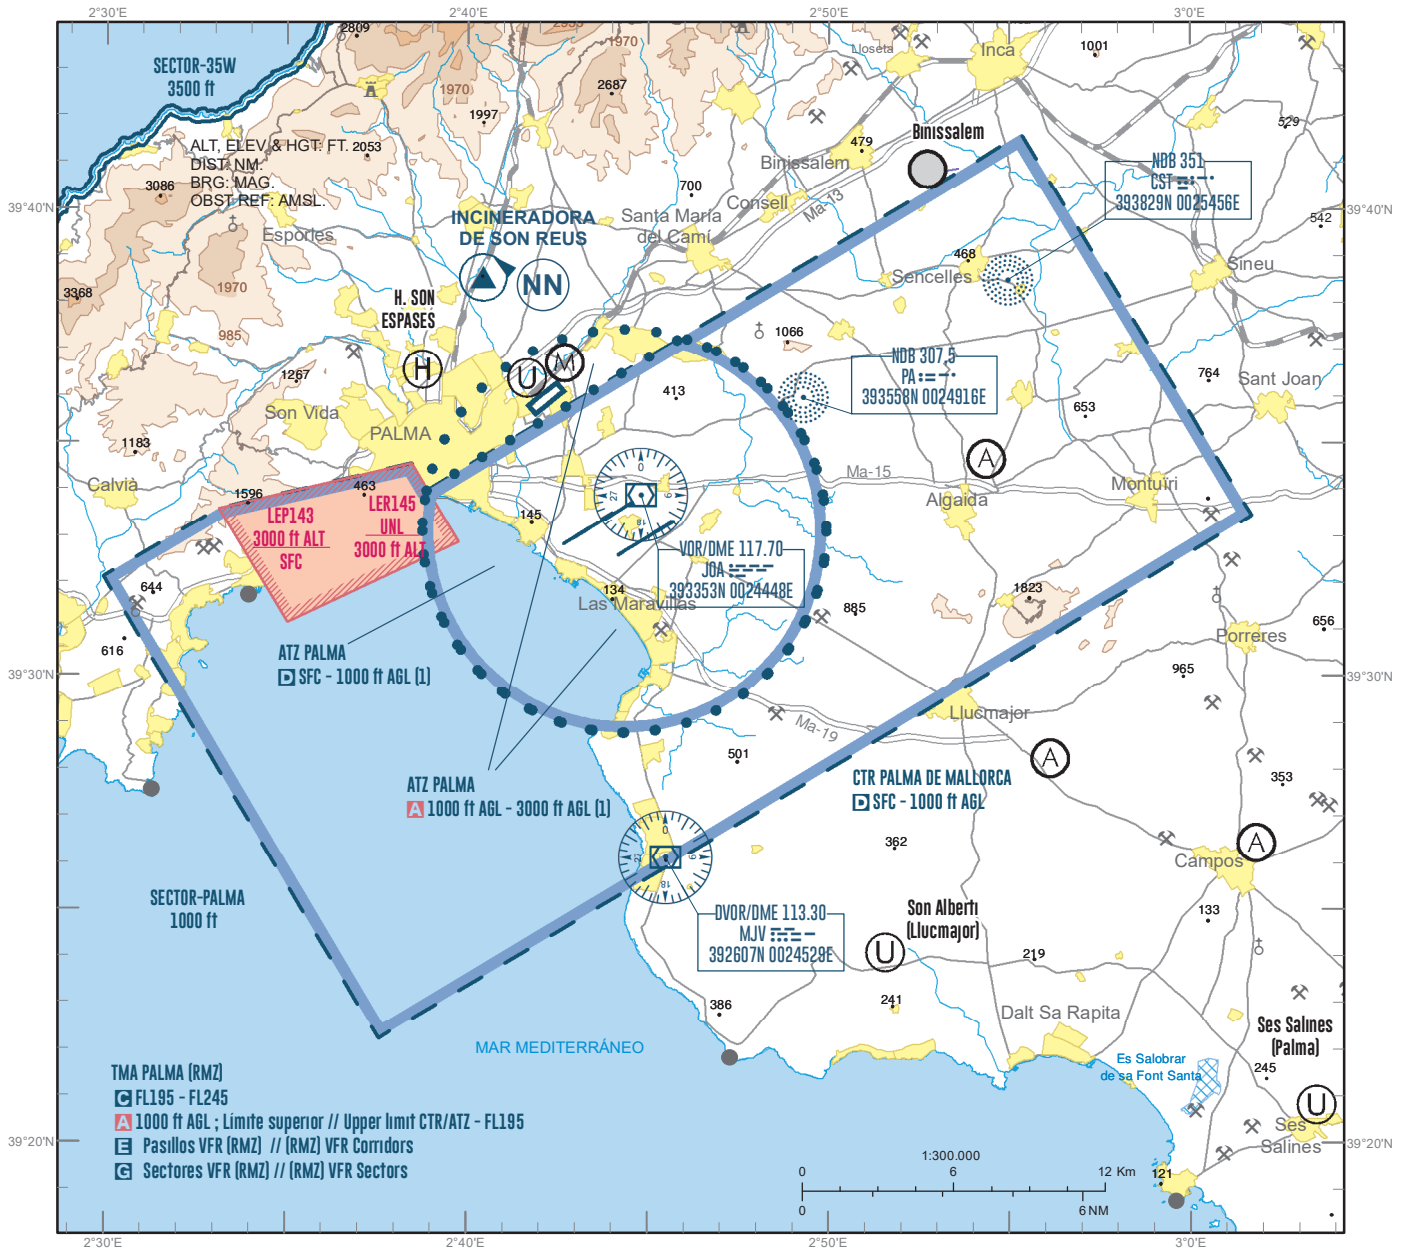 2°30'E
2°40'E
2°50'E
3°0'E
2809
SECTOR-35W
3500 ft
1970
2687
1970
1997
Lloseta
Inca
1001
529
ALT, ELEV, & HGT: FT.
DIST: NM.
BRG: MAG.
OBST REF: AMSL.
2053
3086
Binissalem
479
Binissalem
NDB 351
CST
393829N 0025456E
39°40'N
39°40'N
700
Consell
Ma-13
Santa María
del Camí
INCINERADORA
DE SON REUS
NN
Esporles
542
468
Sencelles
Sineu
3368
1970
985
H. SON
ESPASES
H
U
M
1066
NDB 307,5
PA
393558N 0024916E
764
Sant Joan
1267
Son Vida
413
653
PALMA
1183
Calvià
A
Ma-15
Algaida
Montuïri
1596
463
LEP143
3000 ft ALT
SFC
LER145
UNL
3000 ft ALT
145
0
9
18
27
VOR/DME 117.70
JOA
393353N 0024448E
644
616
134
Las Maravillas
885
1823
656
Porreres
965
ATZ PALMA
D SFC - 1000 ft AGL (1)
39°30'N
39°30'N
Llucmajor
Ma-19
501
A
353
ATZ PALMA
A 1000 ft AGL - 3000 ft AGL (1)
CTR PALMA DE MALLORCA
D SFC - 1000 ft AGL
362
A
Campos
0
9
18
27
DVOR/DME 113.30
MJV
392607N 0024529E
SECTOR-PALMA
1000 ft
Son Albertí
(Llucmajor)
U
133
219
241
386
Dalt Sa Rapita
Ses Salines
(Palma)
245
U
Ses
Salines
Es Salobrar
de sa Font Santa
MAR MEDITERRÁNEO
TMA PALMA (RMZ)
C FL195 - FL245
A 1000 ft AGL ; Límite superior // Upper limit CTR/ATZ - FL195
E Pasillos VFR (RMZ) // (RMZ) VFR Corridors
G Sectores VFR (RMZ) // (RMZ) VFR Sectors
39°20'N
39°20'N
121
1:300.000
0
6
12 Km
0
6 NM
2°30'E
2°40'E
2°50'E
3°0'E